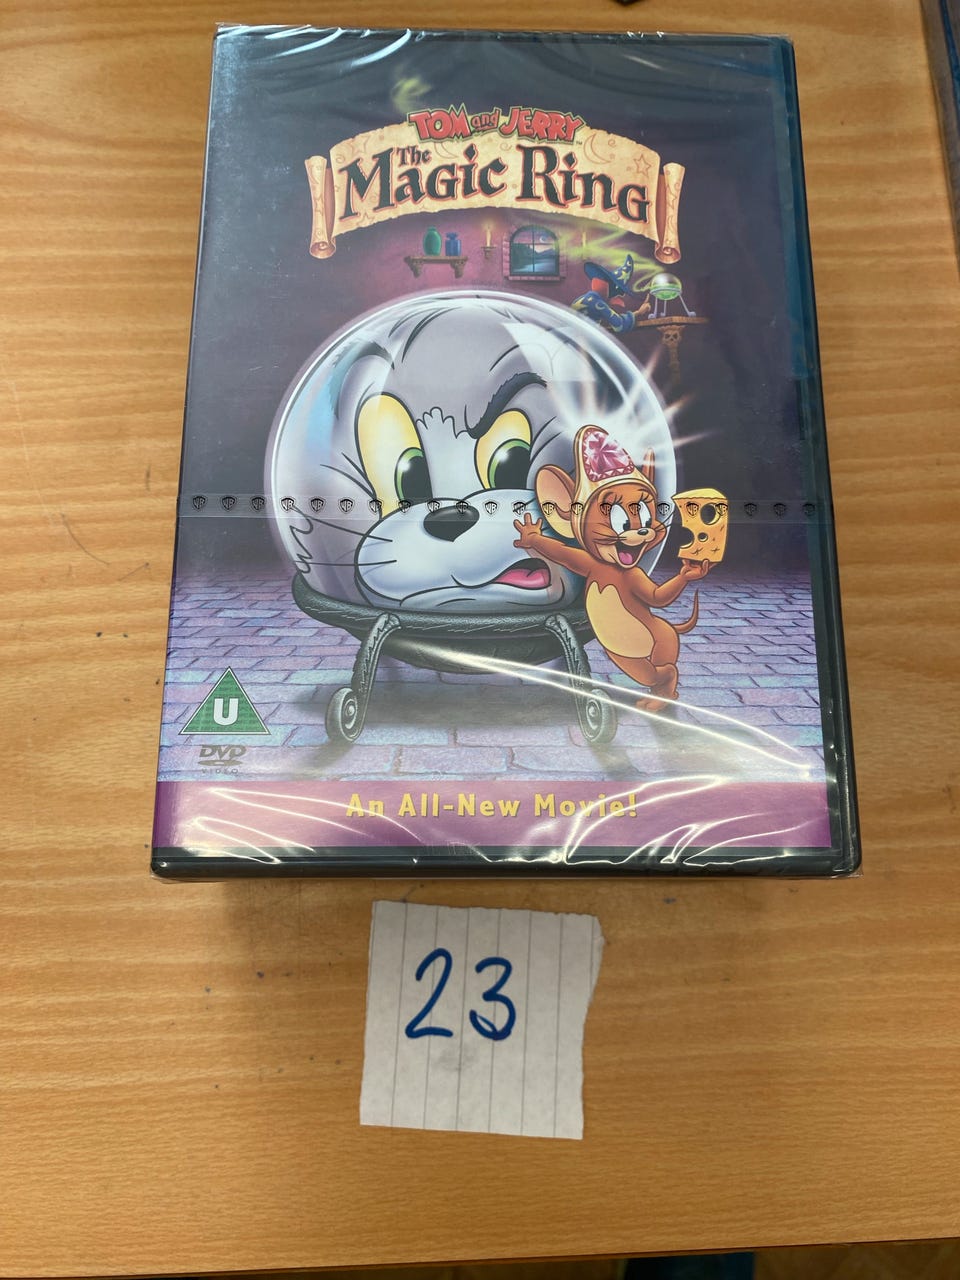 TOM and JERRY
The
MAGIC RING
U
DVD
VIDEO
An All-New Movie!
23